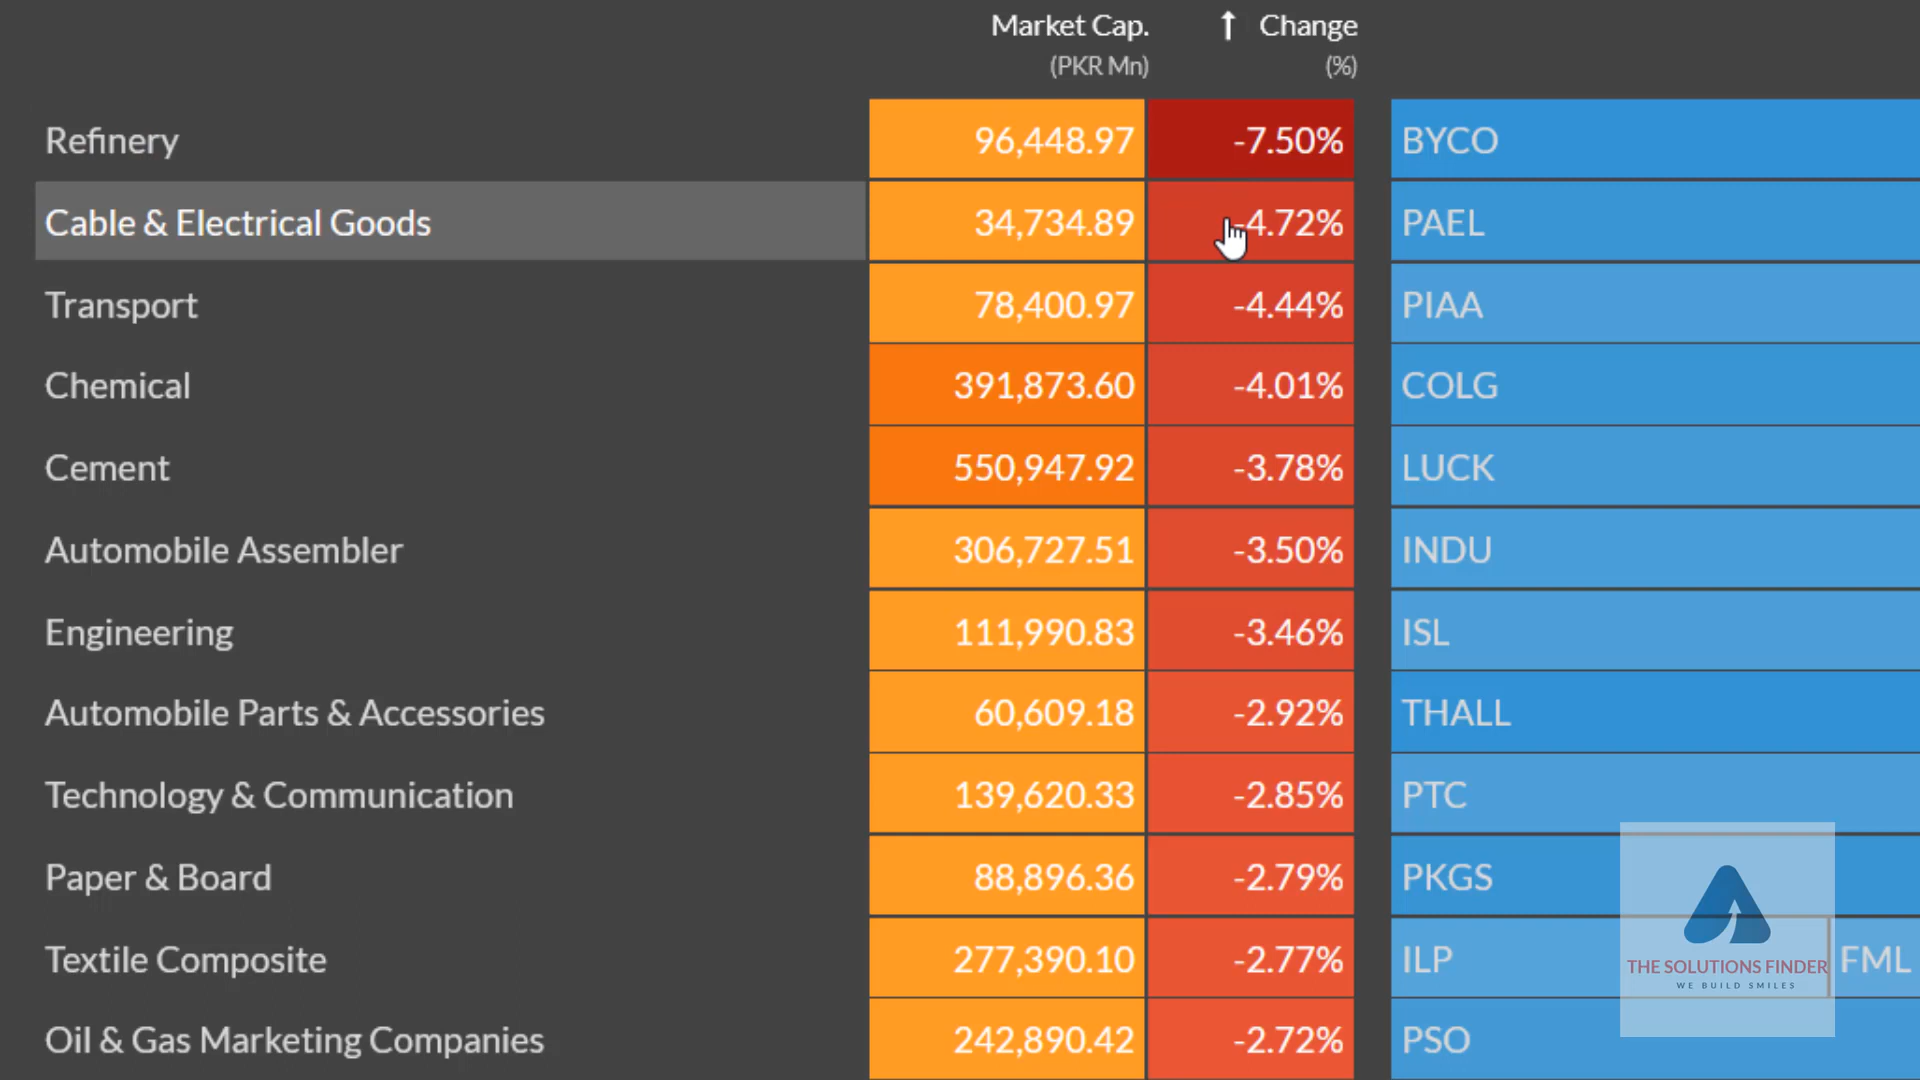 Market Cap. ↑ Change
(PKR Mn) (%)
Refinery 96,448.97 -7.50% BYCO
Cable & Electrical Goods 34,734.89 -4.72% PAEL
Transport 78,400.97 -4.44% PIAA
Chemical 391,873.60 -4.01% COLG
Cement 550,947.92 -3.78% LUCK
Automobile Assembler 306,727.51 -3.50% INDU
Engineering 111,990.83 -3.46% ISL
Automobile Parts & Accessories 60,609.18 -2.92% THALL
Technology & Communication 139,620.33 -2.85% PTC
Paper & Board 88,896.36 -2.79% PKGS
Textile Composite 277,390.10 -2.77% ILP FML
Oil & Gas Marketing Companies 242,890.42 -2.72% PSO
THE SOLUTIONS FINDER
WE BUILD SMILES